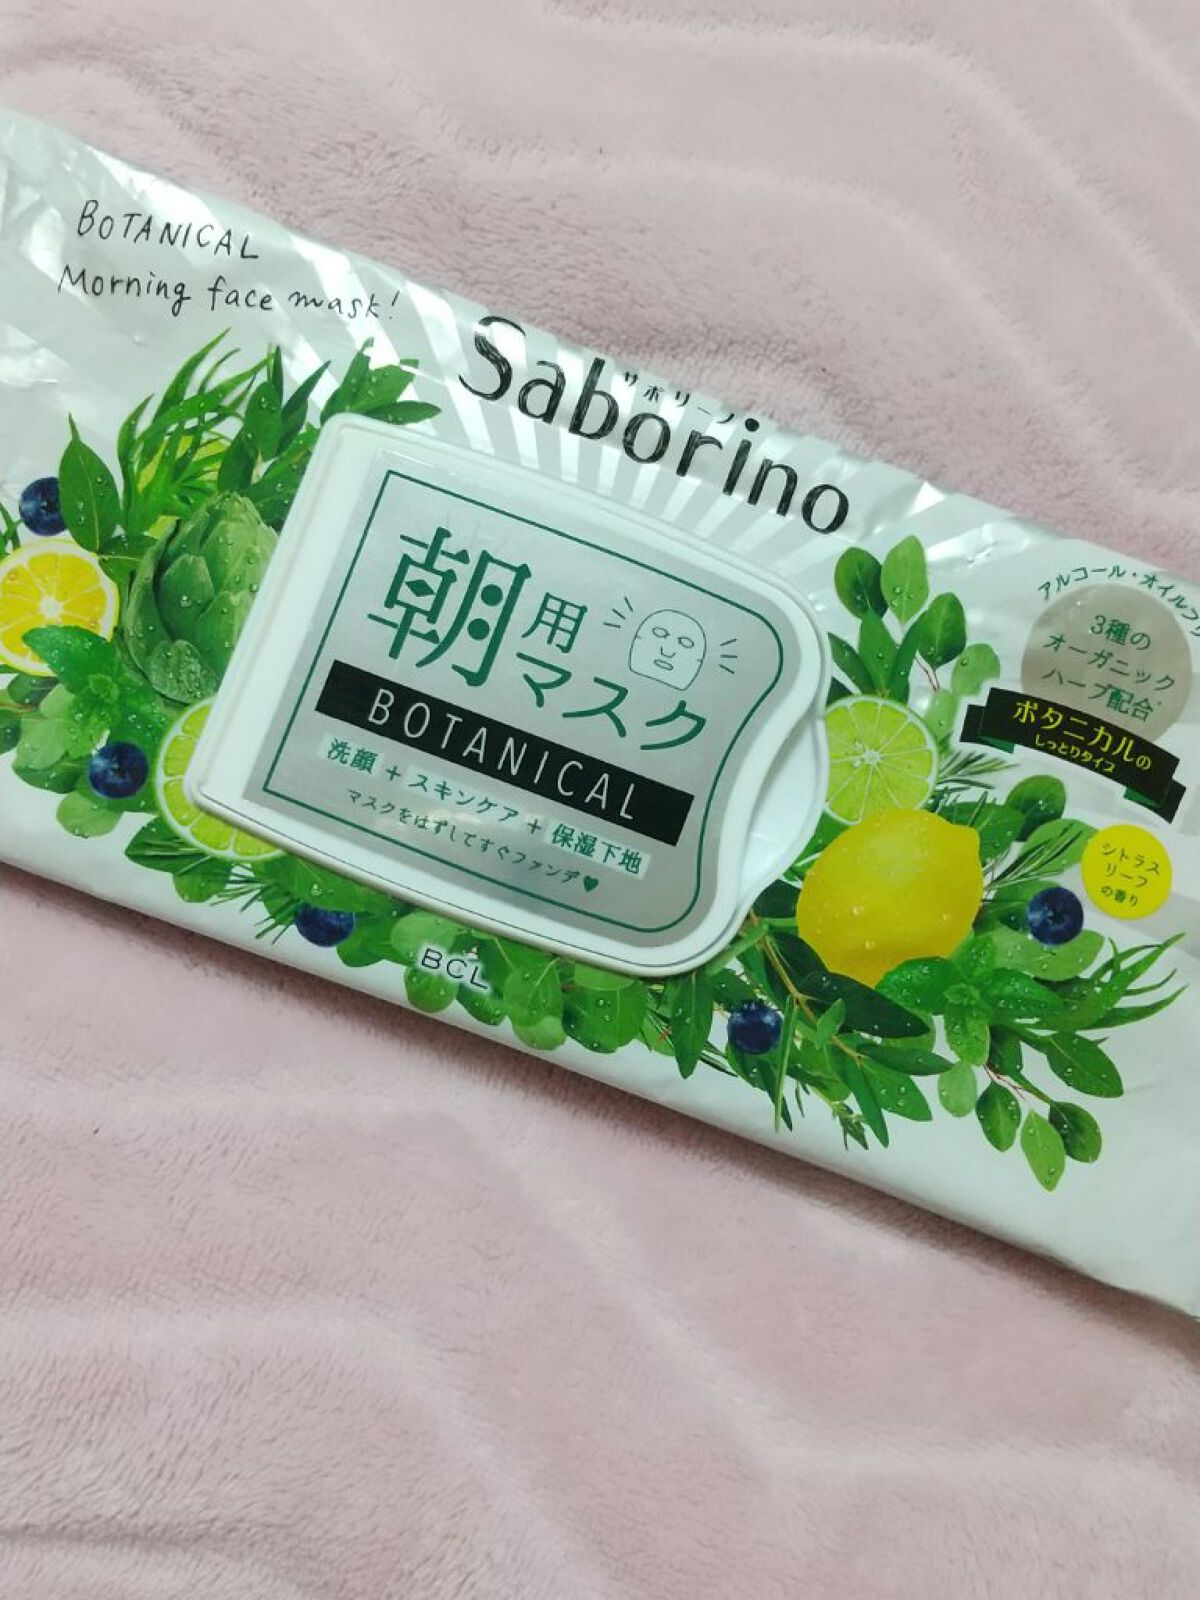 BOTANICAL
Morning face mask!
サボリーノ
Saborino
朝用
マスク
BOTANICAL
洗顔+スキンケア+保湿下地
マスクをはずしてすぐファンデ♥
BCL
アルコール・オイル
3種の
オーガニック
ハーブ配合
ボタニカルの
しっとりタイプ
シトラス
リーフ
の香り